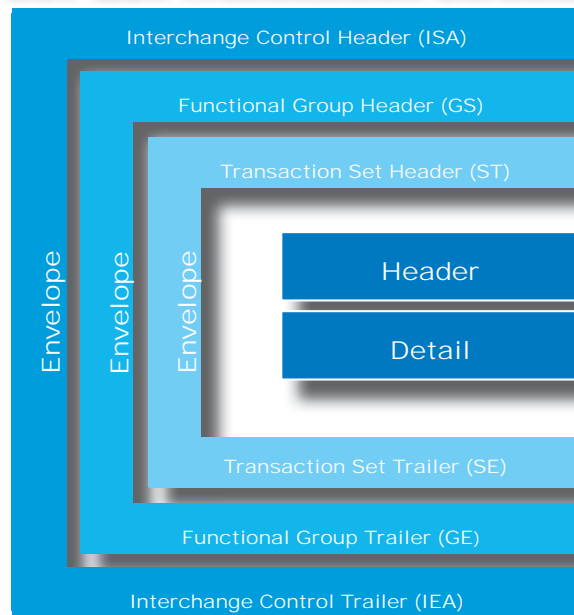 Interchange Control Header (ISA)
Functional Group Header (GS)
Transaction Set Header (ST)
Envelope
Envelope
Envelope
Header
Detail
Transaction Set Trailer (SE)
Functional Group Trailer (GE)
Interchange Control Trailer (IEA)